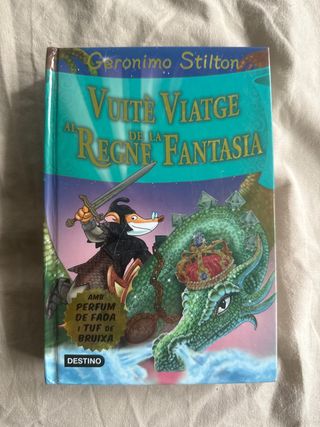 Geronimo Stilton
VUITÈ VIATGE
AL REGNE DE LA FANTASIA
AMB
PERFUM
DE FADA
I TUF DE
BRUIXA
DESTINO